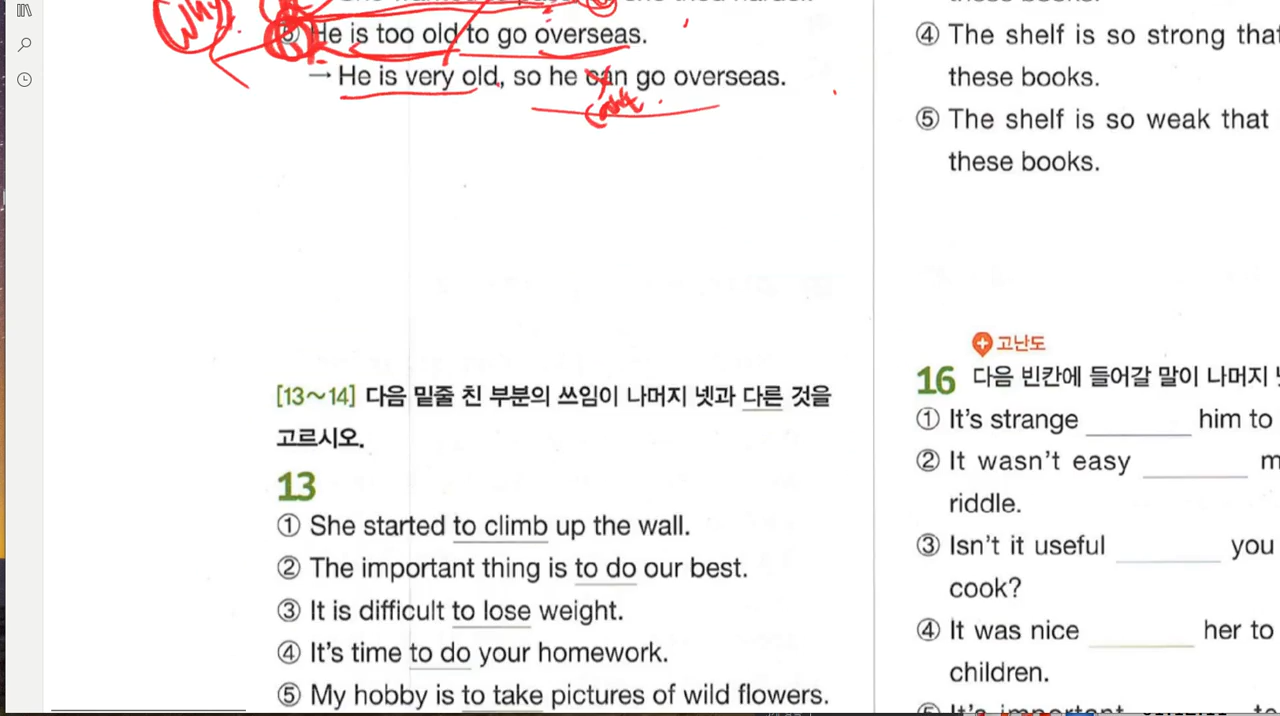 Why
⑤ He is too old to go overseas.
→ He is very old, so he can go overseas.
can't
[13~14] 다음 밑줄 친 부분의 쓰임이 나머지 넷과 다른 것을
고르시오.
13
① She started to climb up the wall.
② The important thing is to do our best.
③ It is difficult to lose weight.
④ It's time to do your homework.
⑤ My hobby is to take pictures of wild flowers.
④ The shelf is so strong that
these books.
⑤ The shelf is so weak that
these books.
고난도
16 다음 빈칸에 들어갈 말이 나머지
① It's strange ________ him to
② It wasn't easy ________ m
riddle.
③ Isn't it useful ________ you
cook?
④ It was nice ________ her to
children.
⑤ It's important